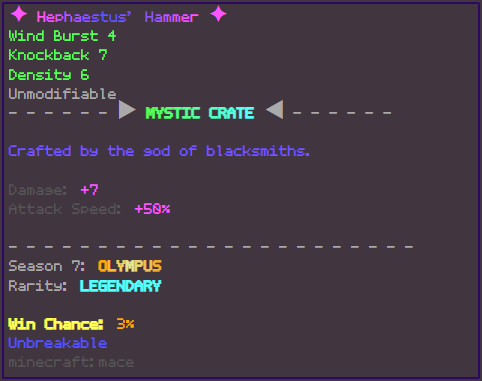 ✦ Hephaestus' Hammer ✦
Wind Burst 4
Knockback 7
Density 6
Unmodifiable
- - - - - - ▶ MYSTIC CRATE ◀ - - - - - -
Crafted by the god of blacksmiths.
Damage: +7
Attack Speed: +50%
- - - - - - - - - - - - - - - - - - - - - - -
Season 7: OLYMPUS
Rarity: LEGENDARY
Win Chance: 3%
Unbreakable
minecraft:mace